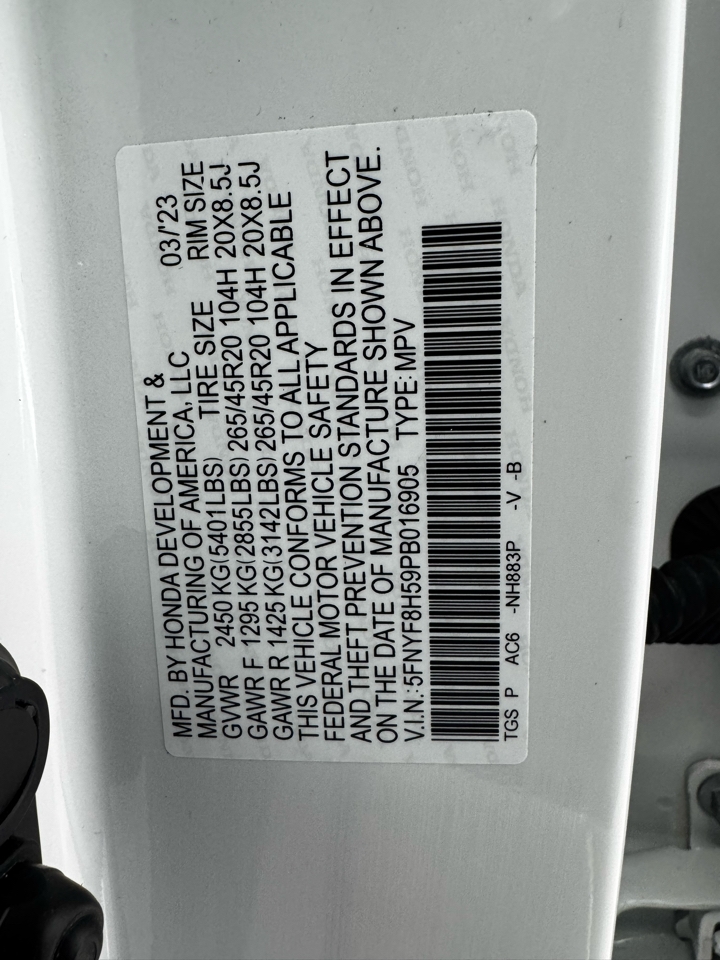 MFD. BY HONDA DEVELOPMENT &
MANUFACTURING OF AMERICA, LLC 03/'23
GVWR 2450 KG(5401LBS) TIRE SIZE RIM SIZE
GAWR F 1295 KG(2855LBS) 265/45R20 104H 20X8.5J
GAWR R 1425 KG(3142LBS) 265/45R20 104H 20X8.5J
THIS VEHICLE CONFORMS TO ALL APPLICABLE
FEDERAL MOTOR VEHICLE SAFETY
AND THEFT PREVENTION STANDARDS IN EFFECT
ON THE DATE OF MANUFACTURE SHOWN ABOVE.
V.I.N.: 5FNYF8H59PB016905 TYPE: MPV
TGS P AC6 -NH883P -V -B